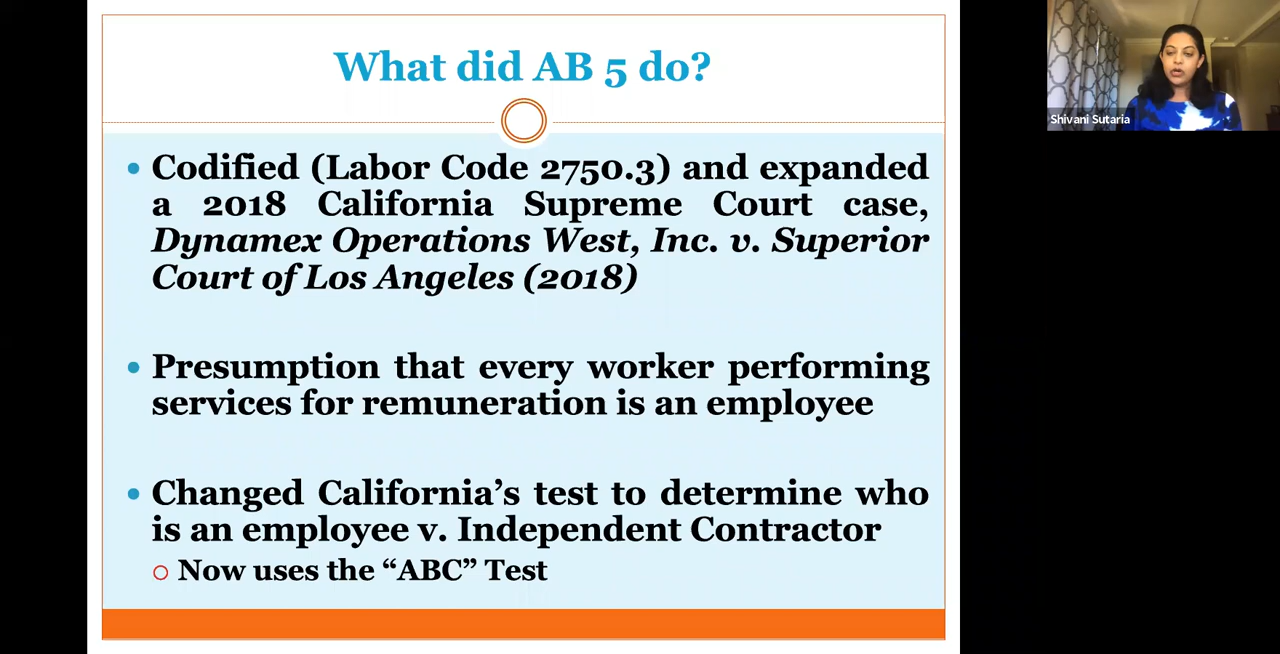 What did AB 5 do?
• Codified (Labor Code 2750.3) and expanded
a 2018 California Supreme Court case,
Dynamex Operations West, Inc. v. Superior
Court of Los Angeles (2018)
• Presumption that every worker performing
services for remuneration is an employee
• Changed California’s test to determine who
is an employee v. Independent Contractor
○ Now uses the “ABC” Test
Shivani Sutaria